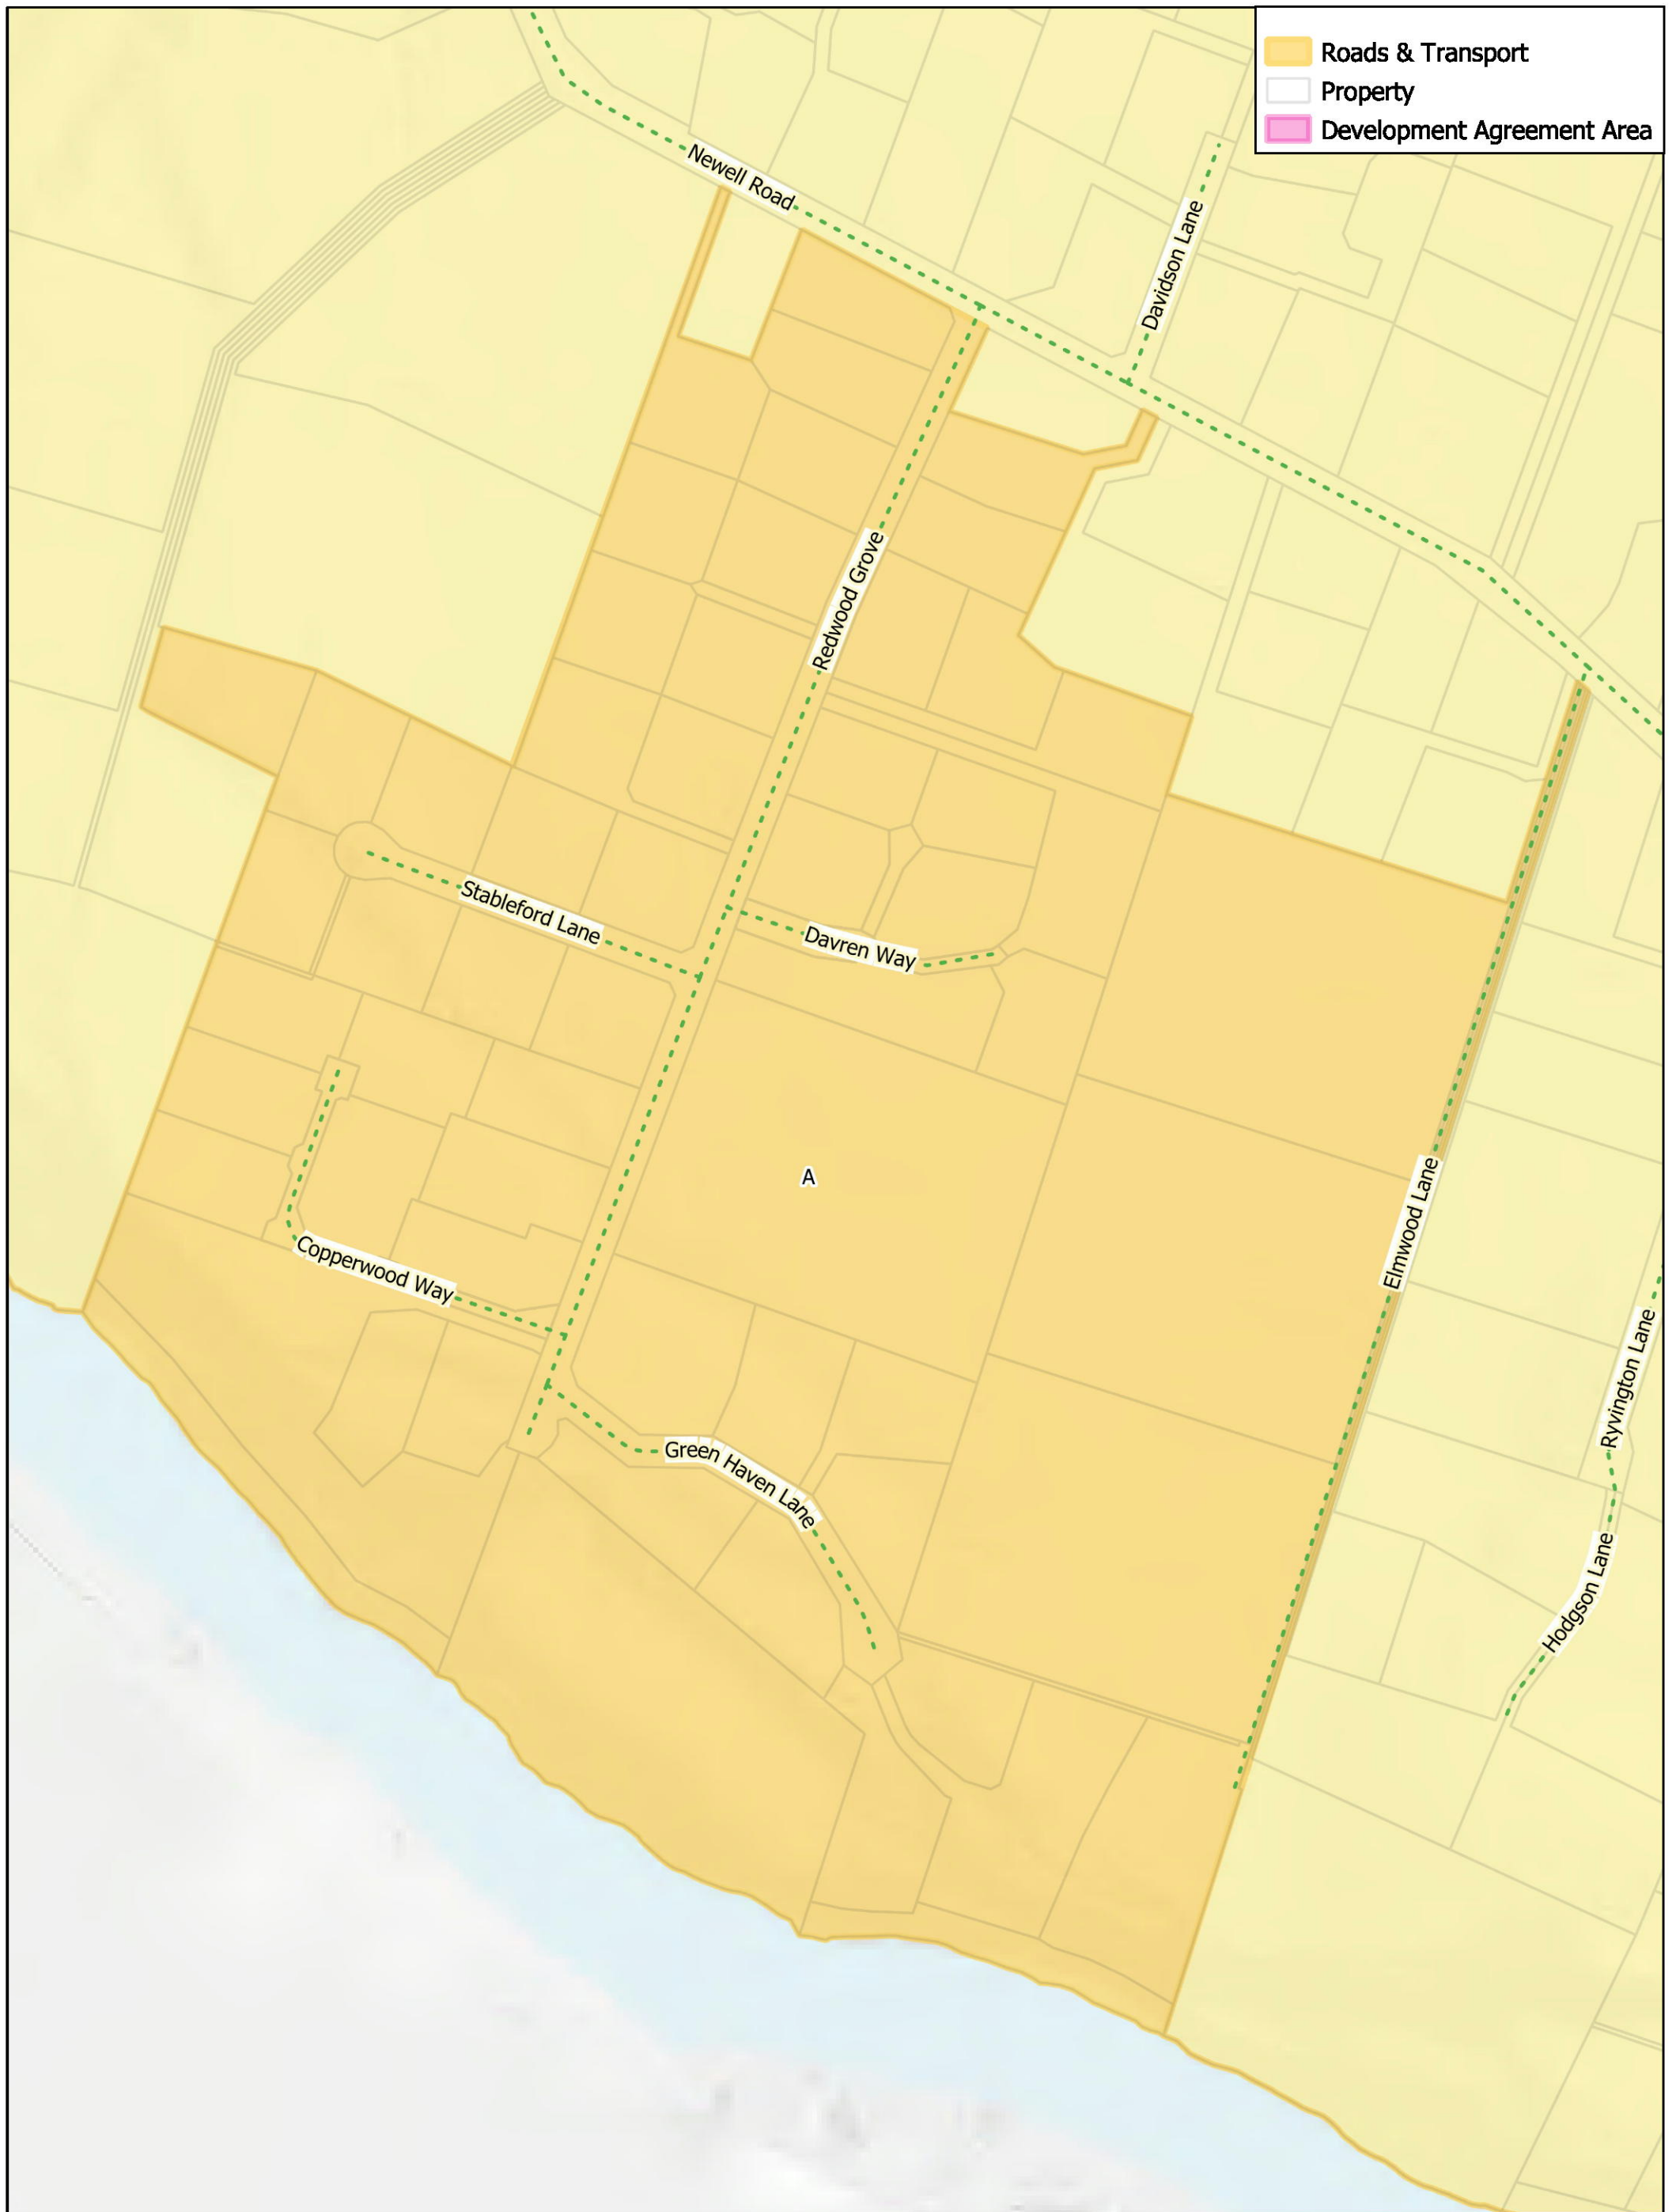 Roads & Transport
Property
Development Agreement Area
Newell Road
Davidson Lane
Redwood Grove
Stableford Lane
Davren Way
A
Elmwood Lane
Copperwood Way
Ryvington Lane
Green Haven Lane
Hodgson Lane